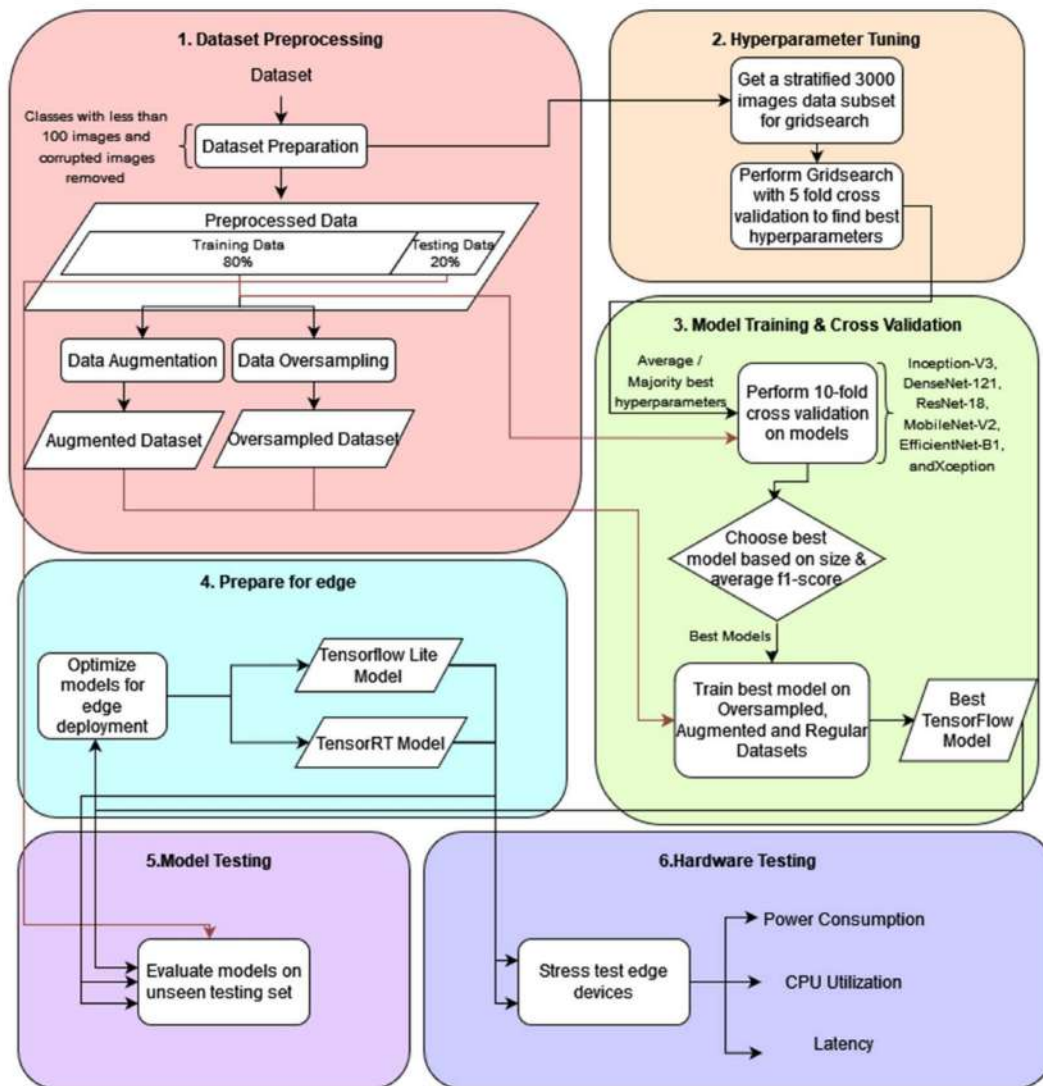 1. Dataset Preprocessing
Dataset
Classes with less than
100 images and
corrupted images
removed
Dataset Preparation
Preprocessed Data
Training Data
80%
Testing Data
20%
Data Augmentation
Data Oversampling
Augmented Dataset
Oversampled Dataset
2. Hyperparameter Tuning
Get a stratified 3000
images data subset
for gridsearch
Perform Gridsearch
with 5 fold cross
validation to find best
hyperparameters
3. Model Training & Cross Validation
Average /
Majority best
hyperparameters
Perform 10-fold
cross validation
on models
Inception-V3,
DenseNet-121,
ResNet-18,
MobileNet-V2,
EfficientNet-B1,
andXception
Choose best
model based on size &
average f1-score
Best Models
Train best model on
Oversampled,
Augmented and Regular
Datasets
Best
TensorFlow
Model
4. Prepare for edge
Optimize
models for
edge
deployment
Tensorflow Lite
Model
TensorRT Model
5.Model Testing
Evaluate models on
unseen testing set
6.Hardware Testing
Stress test edge
devices
Power Consumption
CPU Utilization
Latency